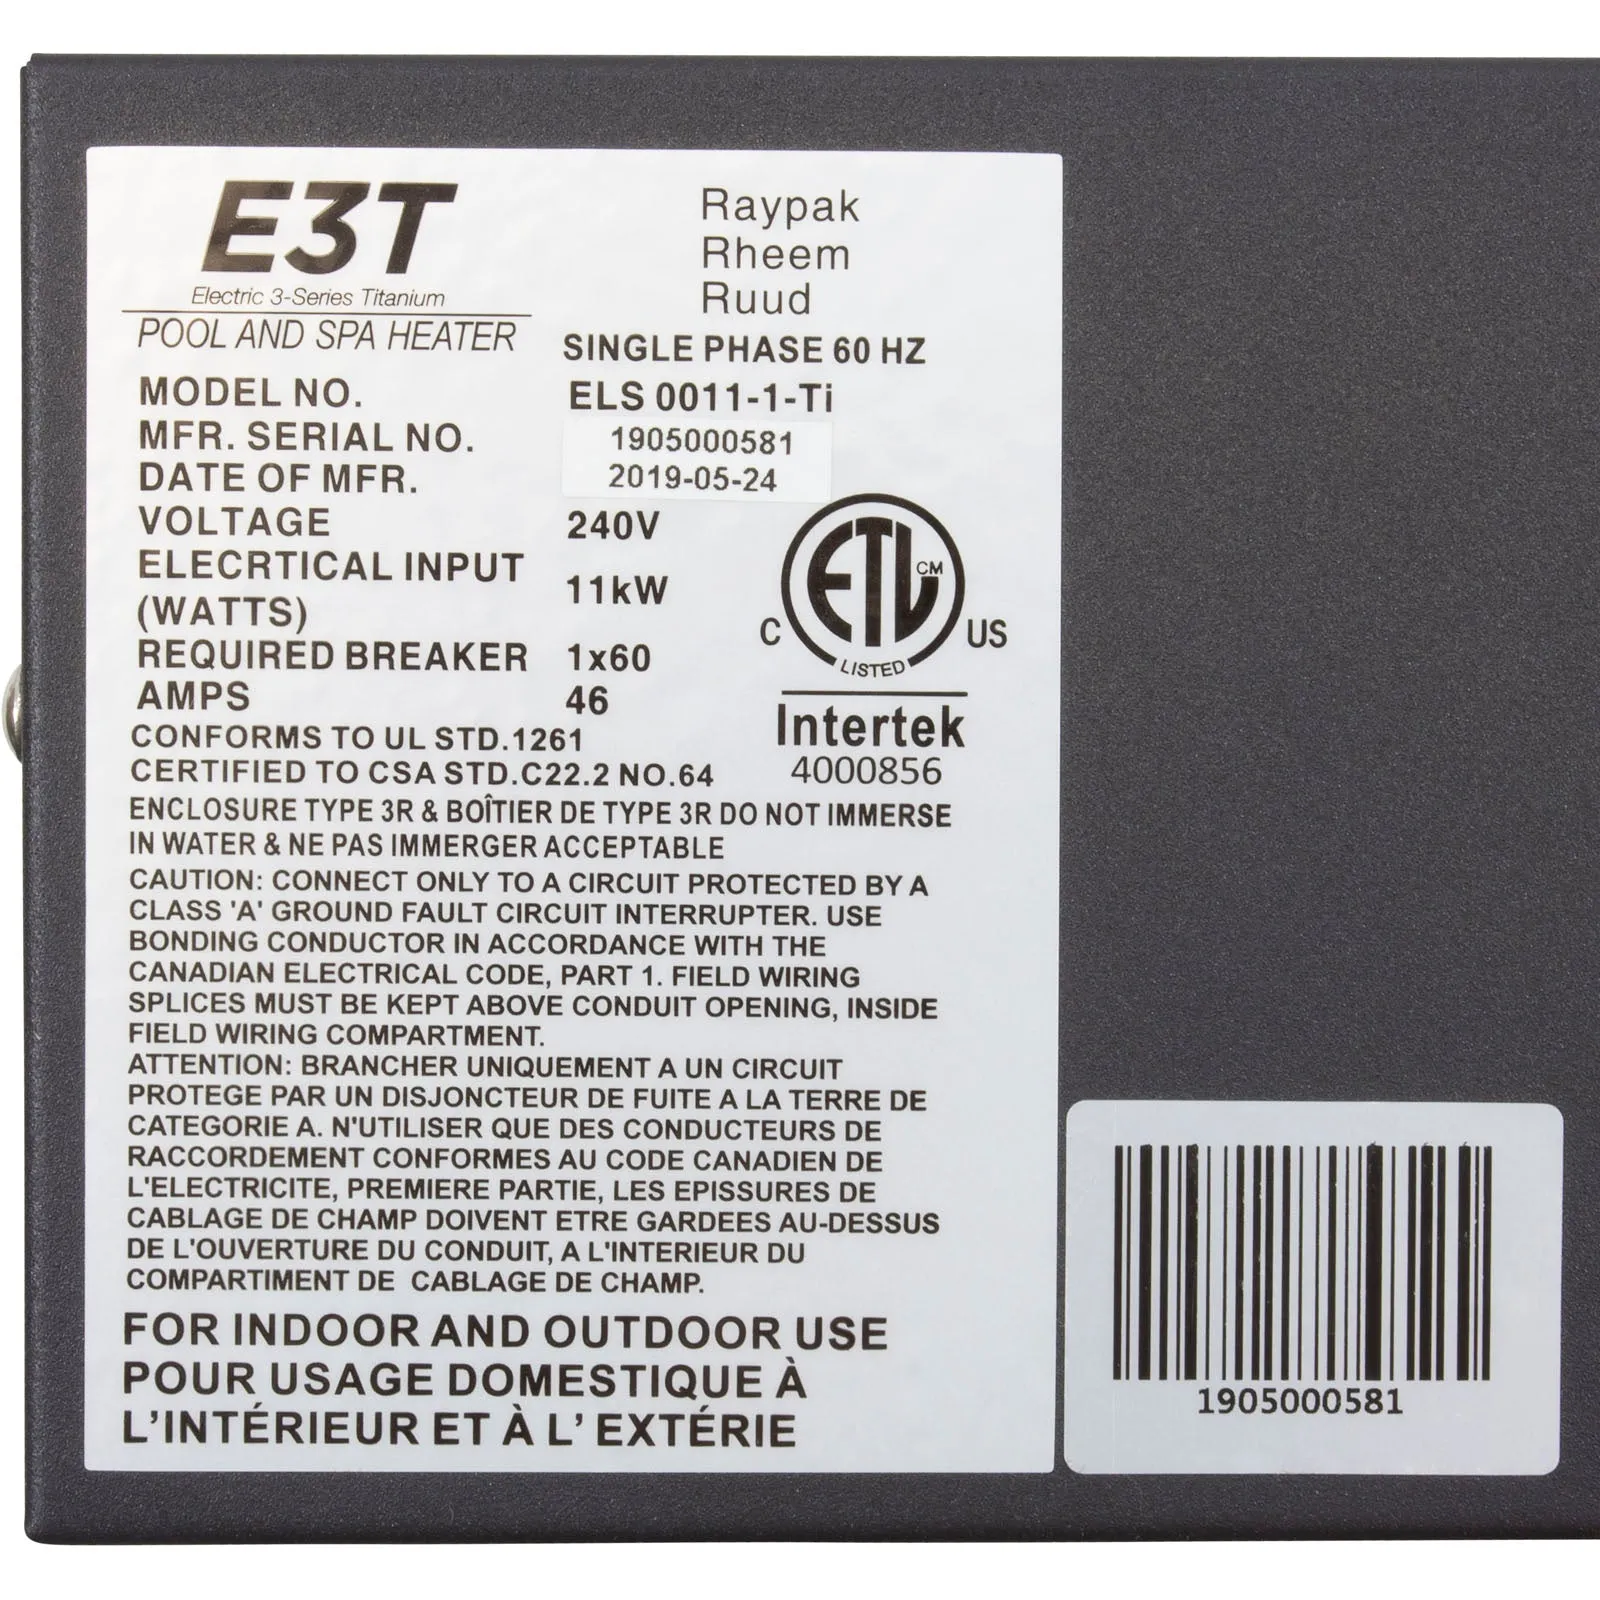 E3T
Electric 3-Series Titanium
POOL AND SPA HEATER
Raypak
Rheem
Ruud
SINGLE PHASE 60 HZ
MODEL NO. ELS 0011-1-Ti
MFR. SERIAL NO. 1905000581
DATE OF MFR. 2019-05-24
VOLTAGE 240V
ELECRTICAL INPUT
(WATTS) 11kW
REQUIRED BREAKER 1x60
AMPS 46
ETL CM
C US
LISTED
Intertek
4000856
CONFORMS TO UL STD.1261
CERTIFIED TO CSA STD.C22.2 NO.64
ENCLOSURE TYPE 3R & BOÎTIER DE TYPE 3R DO NOT IMMERSE
IN WATER & NE PAS IMMERGER ACCEPTABLE
CAUTION: CONNECT ONLY TO A CIRCUIT PROTECTED BY A
CLASS 'A' GROUND FAULT CIRCUIT INTERRUPTER. USE
BONDING CONDUCTOR IN ACCORDANCE WITH THE
CANADIAN ELECTRICAL CODE, PART 1. FIELD WIRING
SPLICES MUST BE KEPT ABOVE CONDUIT OPENING, INSIDE
FIELD WIRING COMPARTMENT.
ATTENTION: BRANCHER UNIQUEMENT A UN CIRCUIT
PROTEGE PAR UN DISJONCTEUR DE FUITE A LA TERRE DE
CATEGORIE A. N'UTILISER QUE DES CONDUCTEURS DE
RACCORDEMENT CONFORMES AU CODE CANADIEN DE
L'ELECTRICITE, PREMIERE PARTIE, LES EPISSURES DE
CABLAGE DE CHAMP DOIVENT ETRE GARDEES AU-DESSUS
DE L'OUVERTURE DU CONDUIT, A L'INTERIEUR DU
COMPARTIMENT DE CABLAGE DE CHAMP.
FOR INDOOR AND OUTDOOR USE
POUR USAGE DOMESTIQUE À
L'INTÉRIEUR ET À L' EXTÉRIE
1905000581